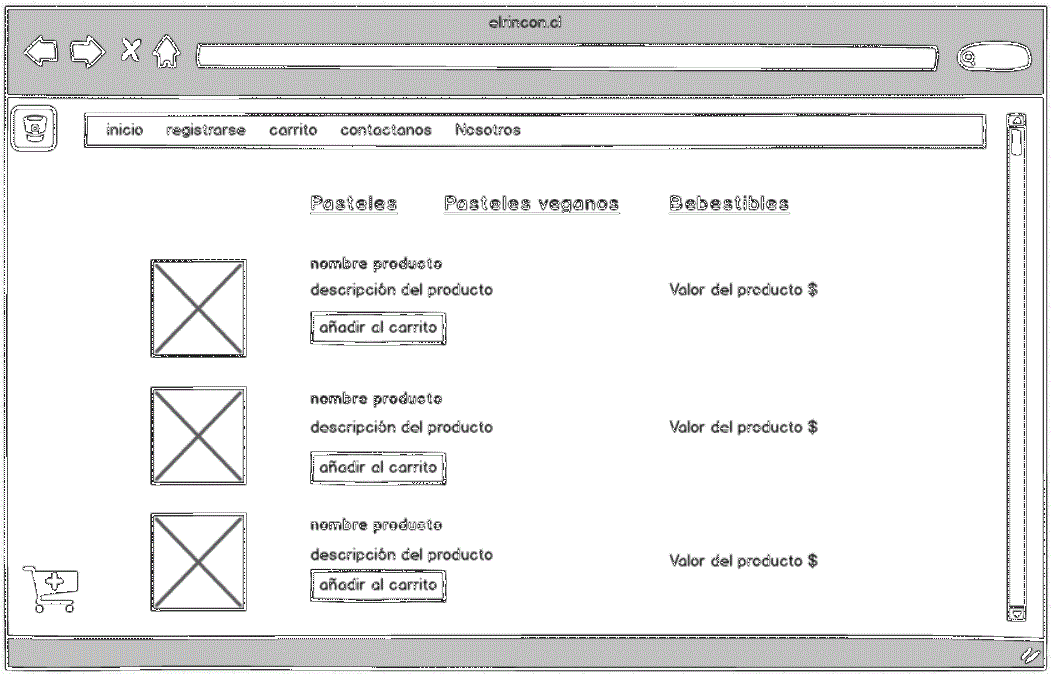 elrincon.cl
inicio registrarse carrito contactanos Nosotros
Pasteles Pasteles veganos Bebestibles
nombre producto
descripción del producto Valor del producto $
añadir al carrito
nombre producto
descripción del producto Valor del producto $
añadir al carrito
nombre producto
descripción del producto Valor del producto $
añadir al carrito